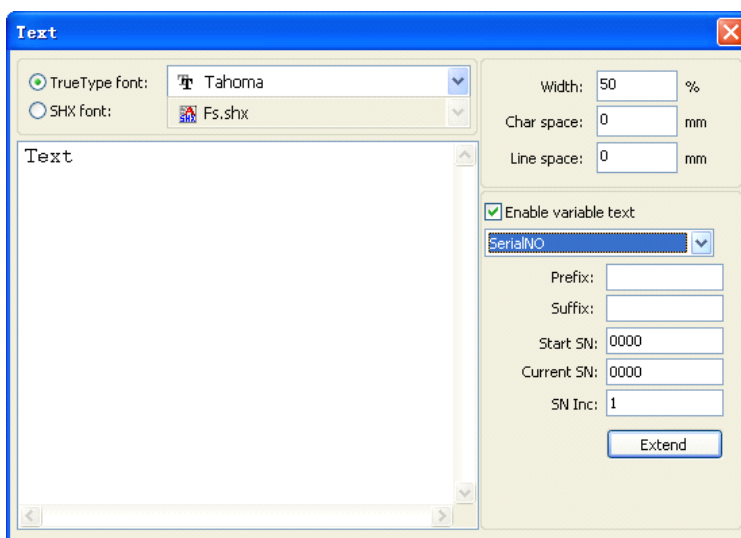 Text
TrueType font: Tahoma
SHX font: Fs.shx
Text
Width: 50 %
Char space: 0 mm
Line space: 0 mm
Enable variable text
SerialNO
Prefix:
Suffix:
Start SN: 0000
Current SN: 0000
SN Inc: 1
Extend